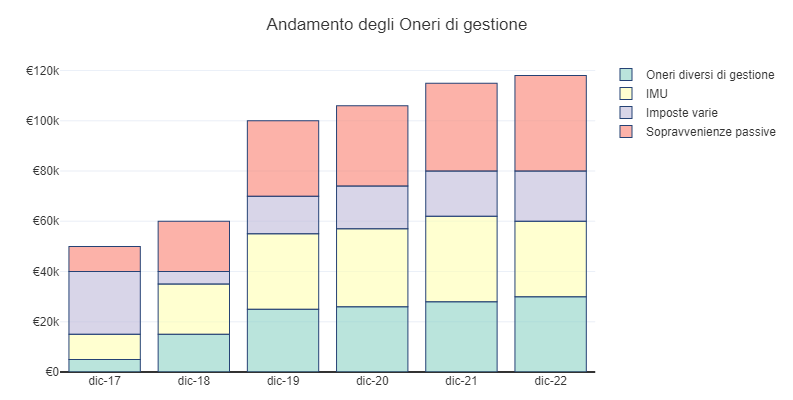 Andamento degli Oneri di gestione
€120k
€100k
€80k
€60k
€40k
€20k
€0
dic-17
dic-18
dic-19
dic-20
dic-21
dic-22
Oneri diversi di gestione
IMU
Imposte varie
Sopravvenienze passive